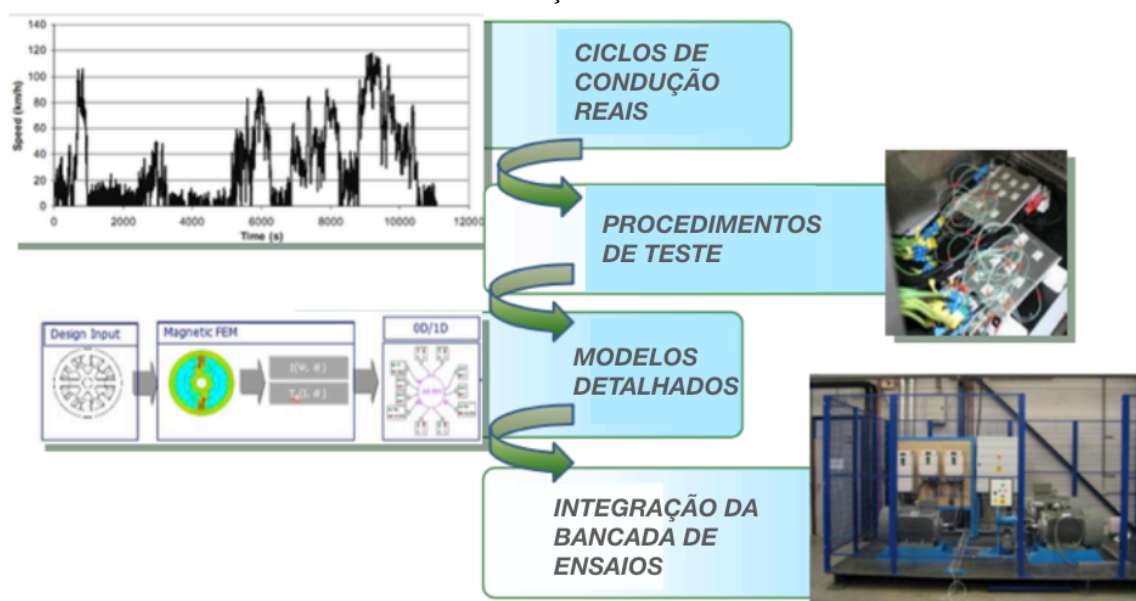 140
120
100
80
60
40
20
0
Speed (km/h)
0 2000 4000 6000 8000 10000 12000
Time (s)
CICLOS DE
CONDUÇÃO
REAIS
PROCEDIMENTOS
DE TESTE
Design Input
Magnetic FEM
0D/1D
MODELOS
DETALHADOS
INTEGRAÇÃO DA
BANCADA DE
ENSAIOS